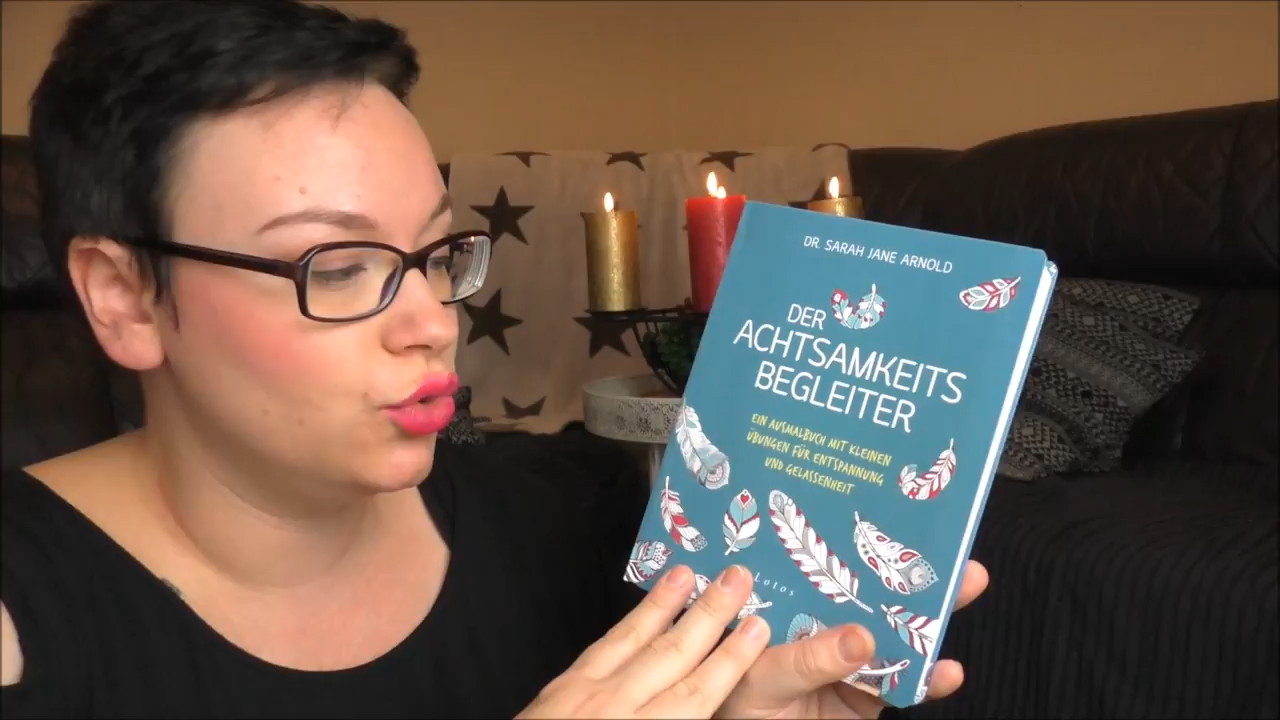 DR. SARAH JANE ARNOLD
DER
ACHTSAMKEITS
BEGLEITER
EIN AUSMALBUCH MIT KLEINEN
ÜBUNGEN FÜR ENTSPANNUNG
UND GELASSENHEIT
Lotos